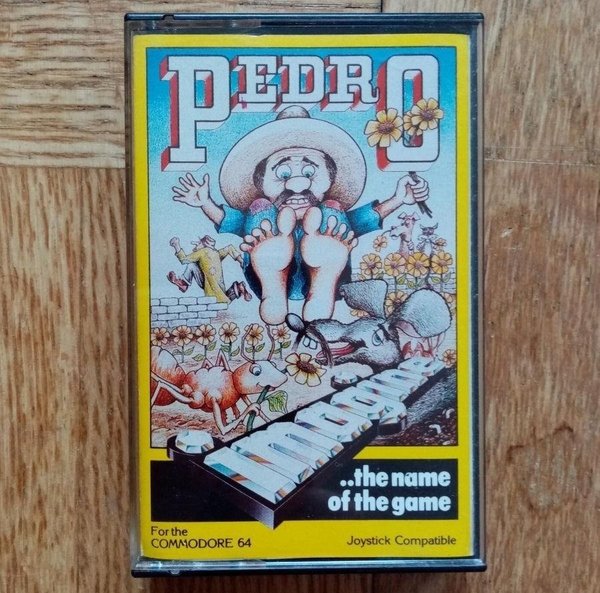 PEDRO
Imagine
..the name
of the game
For the
COMMODORE 64
Joystick Compatible